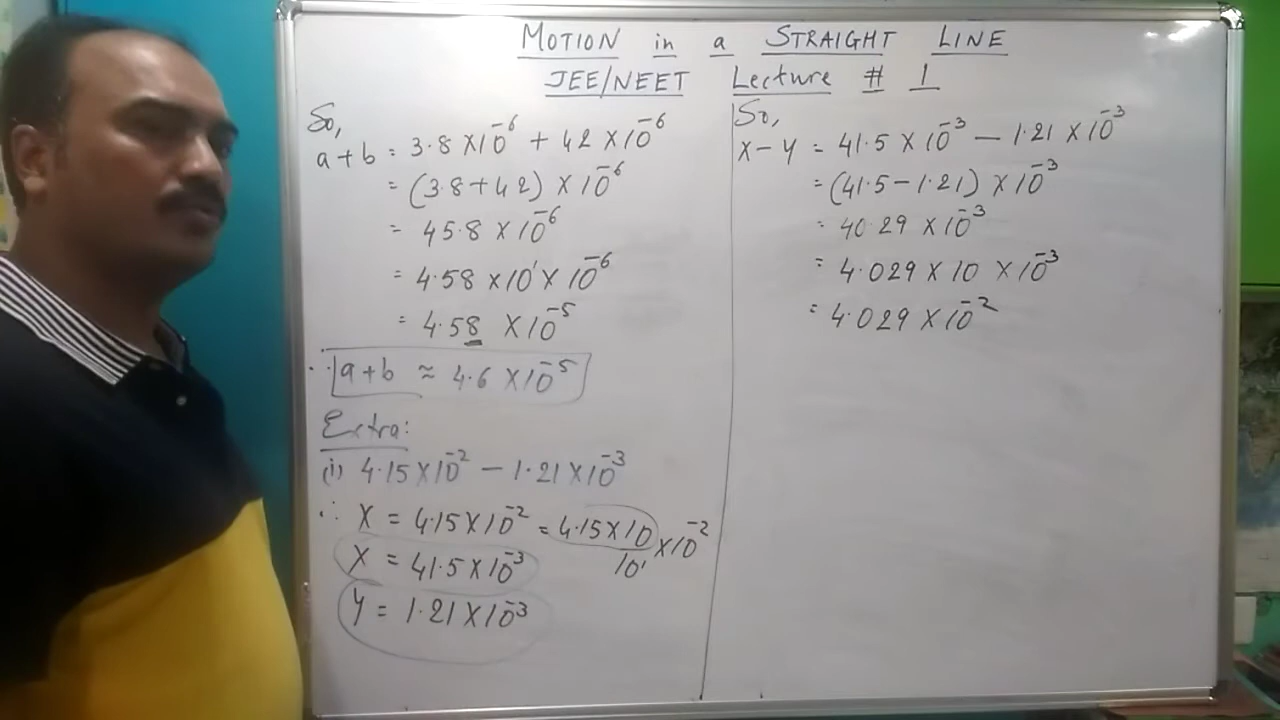 MOTION in a STRAIGHT LINE
JEE/NEET Lecture # 1
So,
a+b = 3.8 × 10⁻⁶ + 42 × 10⁻⁶
= (3.8+42) × 10⁻⁶
= 45.8 × 10⁻⁶
= 4.58 × 10¹ × 10⁻⁶
= 4.58 × 10⁻⁵
∴ a+b ≈ 4.6 × 10⁻⁵
Extra:
(i) 4.15 × 10⁻² − 1.21 × 10⁻³
∴ X = 4.15 × 10⁻² = 4.15 × 10 / 10¹ × 10⁻²
X = 41.5 × 10⁻³
Y = 1.21 × 10⁻³
So,
X − Y = 41.5 × 10⁻³ − 1.21 × 10⁻³
= (41.5 − 1.21) × 10⁻³
= 40.29 × 10⁻³
= 4.029 × 10 × 10⁻³
= 4.029 × 10⁻²